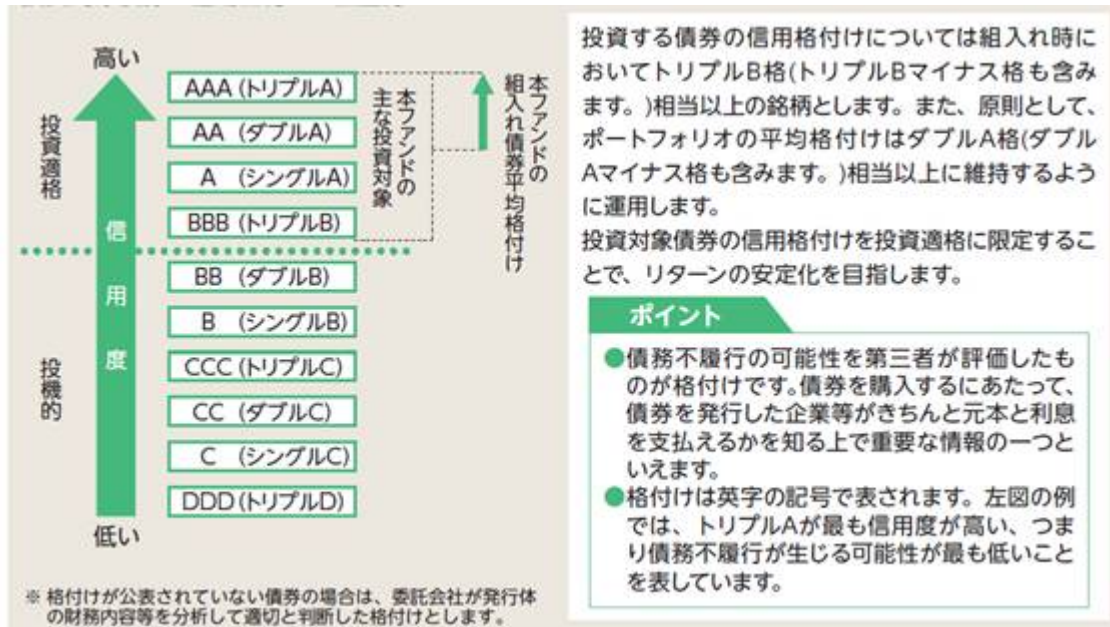 高い
投資適格
信用度
投機的
低い
AAA (トリプルA)
AA (ダブルA)
A (シングルA)
BBB (トリプルB)
BB (ダブルB)
B (シングルB)
CCC (トリプルC)
CC (ダブルC)
C (シングルC)
DDD (トリプルD)
本ファンドの
主な投資対象
本ファンドの
組入れ債券平均格付け
※ 格付けが公表されていない債券の場合は、委託会社が発行体
の財務内容等を分析して適切と判断した格付けとします。
投資する債券の信用格付けについては組入れ時に
おいてトリプルB格(トリプルBマイナス格も含み
ます。)相当以上の銘柄とします。また、原則として、
ポートフォリオの平均格付けはダブルA格(ダブル
Aマイナス格も含みます。)相当以上に維持するよう
に運用します。
投資対象債券の信用格付けを投資適格に限定するこ
とで、リターンの安定化を目指します。
ポイント
●債務不履行の可能性を第三者が評価したも
のが格付けです。債券を購入するにあたって、
債券を発行した企業等がきちんと元本と利息
を支払えるかを知る上で重要な情報の一つと
いえます。
●格付けは英字の記号で表されます。左図の例
では、トリプルAが最も信用度が高い、つま
り債務不履行が生じる可能性が最も低いこと
を表しています。